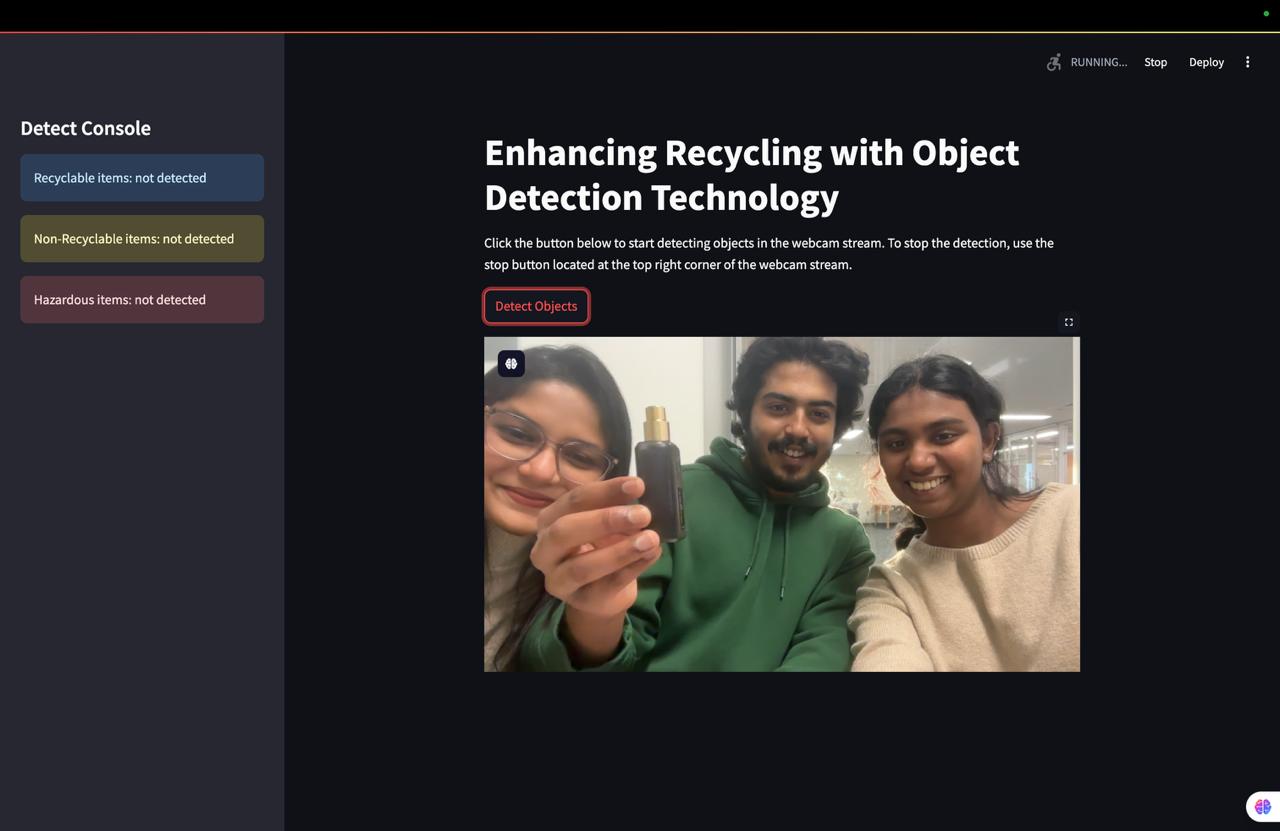 RUNNING...
Stop
Deploy
Detect Console
Recyclable items: not detected
Non-Recyclable items: not detected
Hazardous items: not detected
Enhancing Recycling with Object
Detection Technology
Click the button below to start detecting objects in the webcam stream. To stop the detection, use the
stop button located at the top right corner of the webcam stream.
Detect Objects